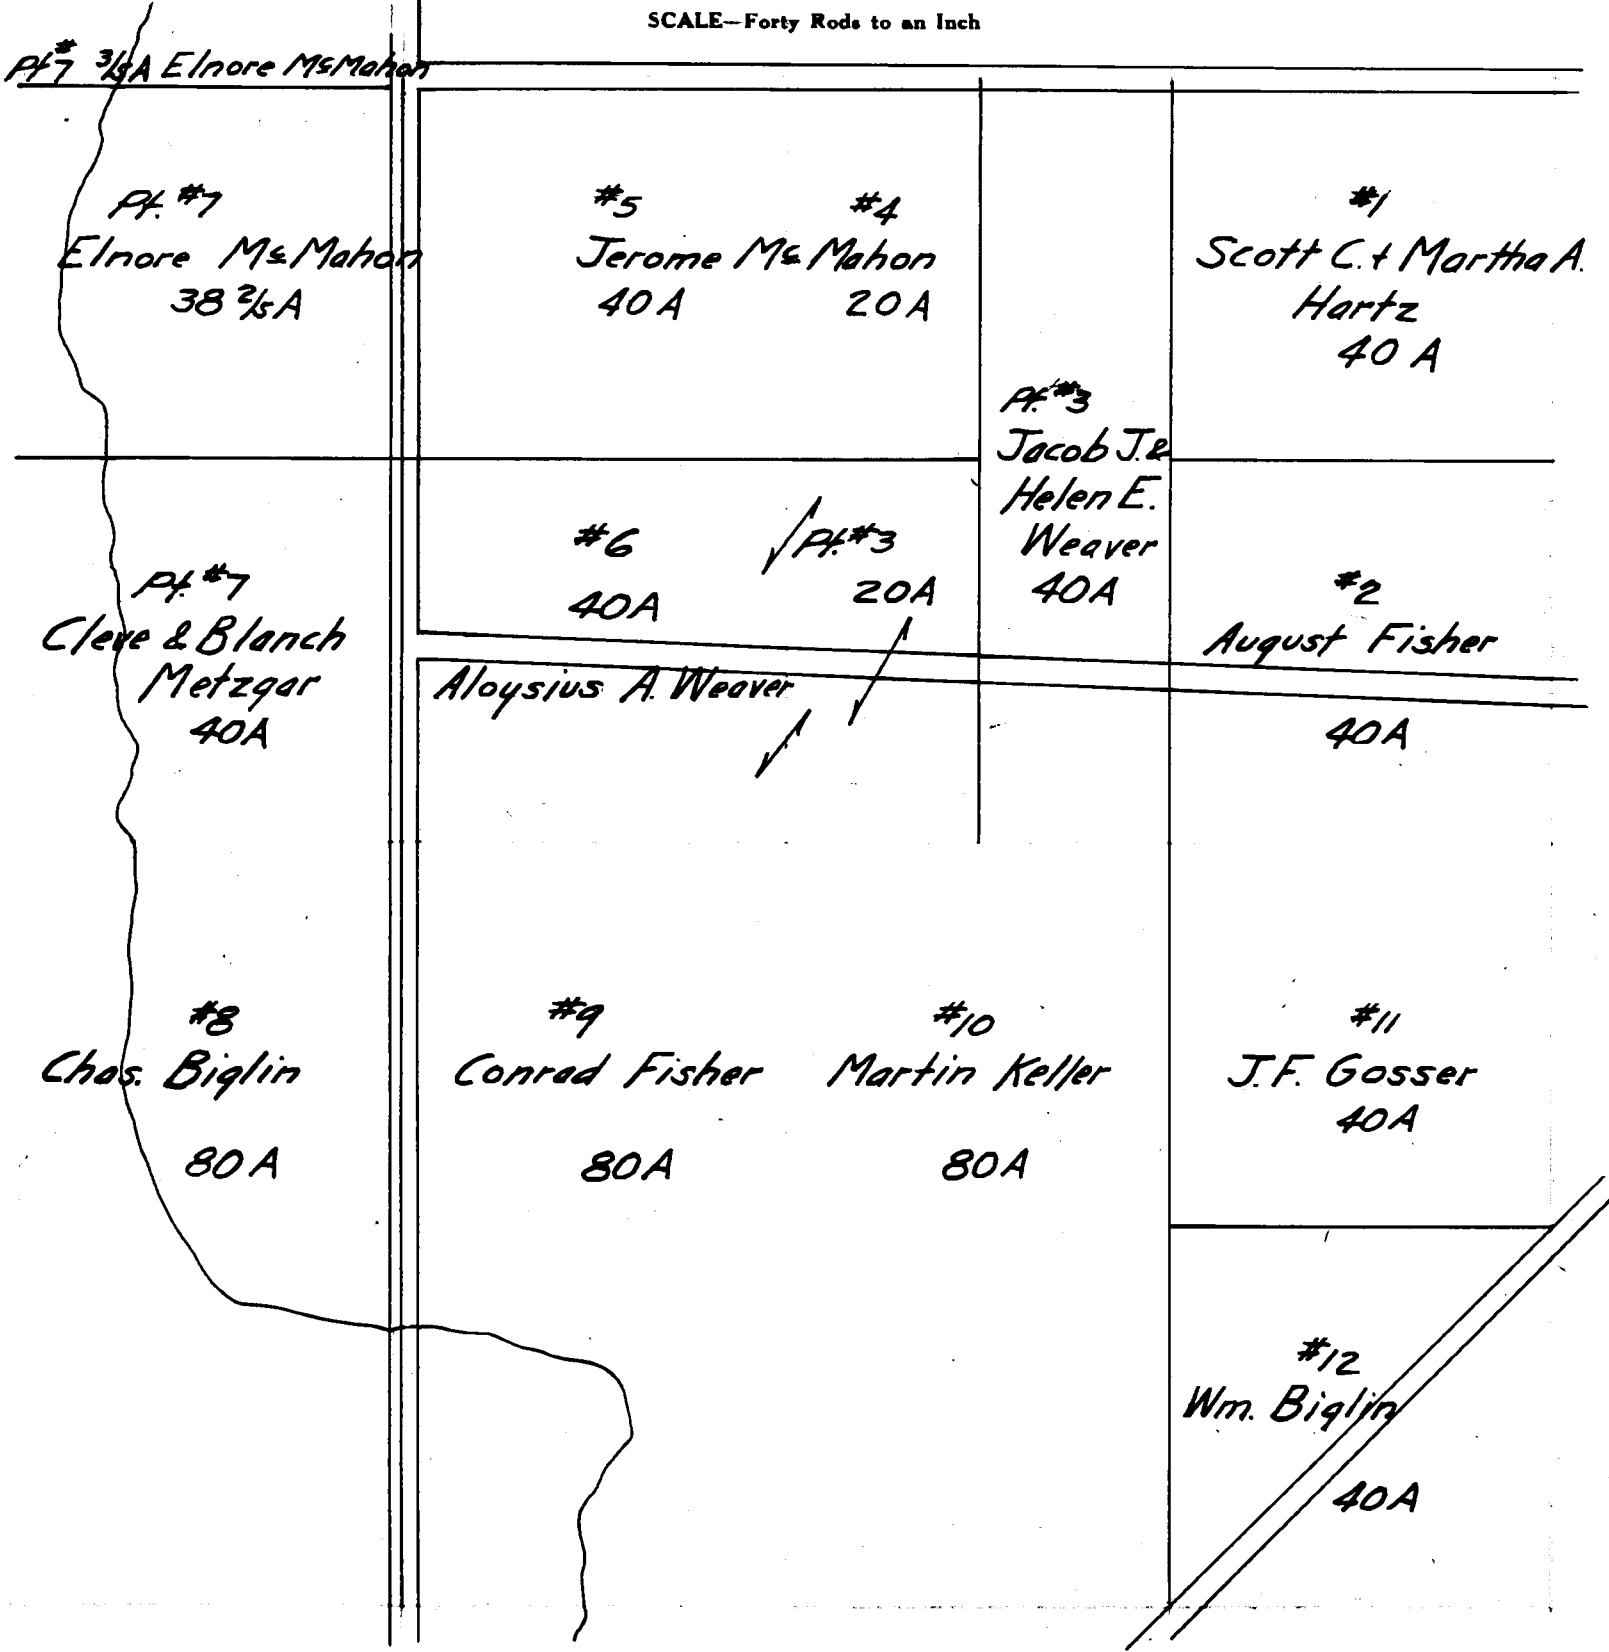 SCALE—Forty Rods to an Inch
Pt #7 3/5 A Elnore McMahon
Pt. #7
Elnore McMahon
38 2/5 A
#5 #4
Jerome McMahon
40A 20A
#1
Scott C. & Martha A.
Hartz
40 A
Pt. #3
Jacob J. &
Helen E.
Weaver
40A
#6 Pt. #3
40A 20A
Aloysius A. Weaver
#2
August Fisher
40A
Pt. #7
Cleve & Blanch
Metzgar
40A
#8
Chas. Biglin
80A
#9
Conrad Fisher
80A
#10
Martin Keller
80A
#11
J.F. Gosser
40A
#12
Wm. Biglin
40A